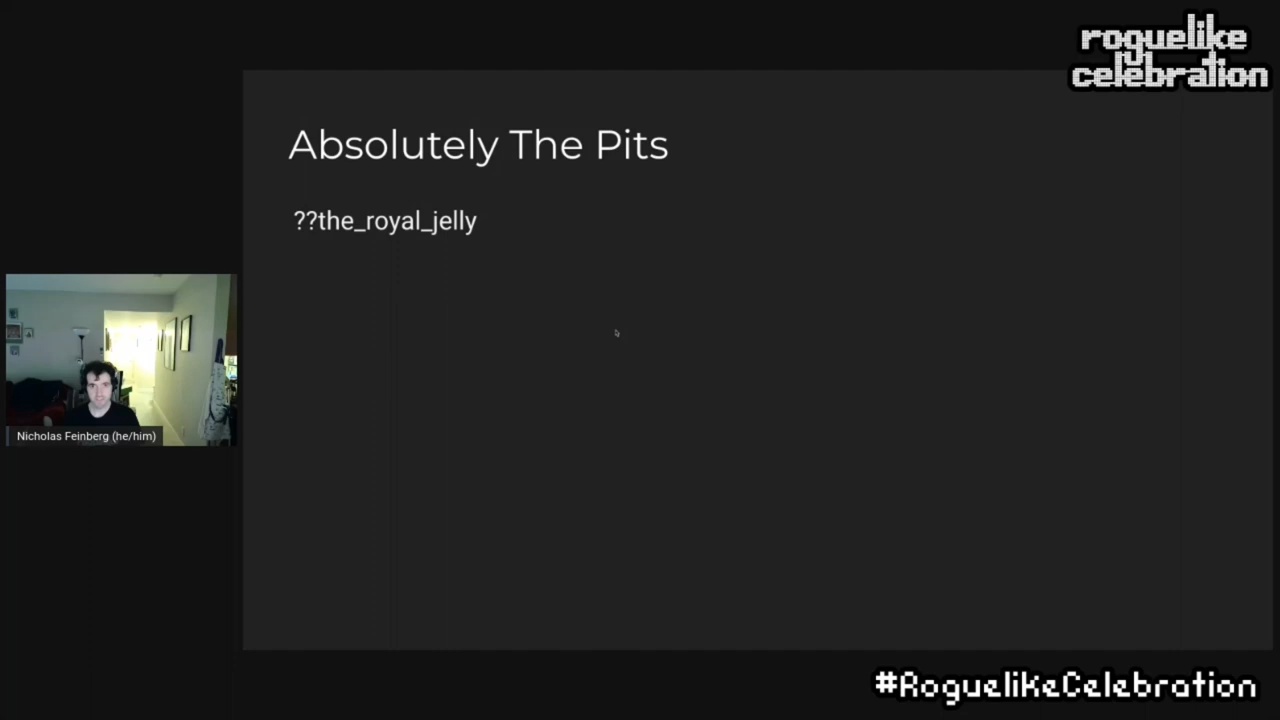 roguelike
celebration
Absolutely The Pits
??the_royal_jelly
Nicholas Feinberg (he/him)
#RoguelikeCelebration